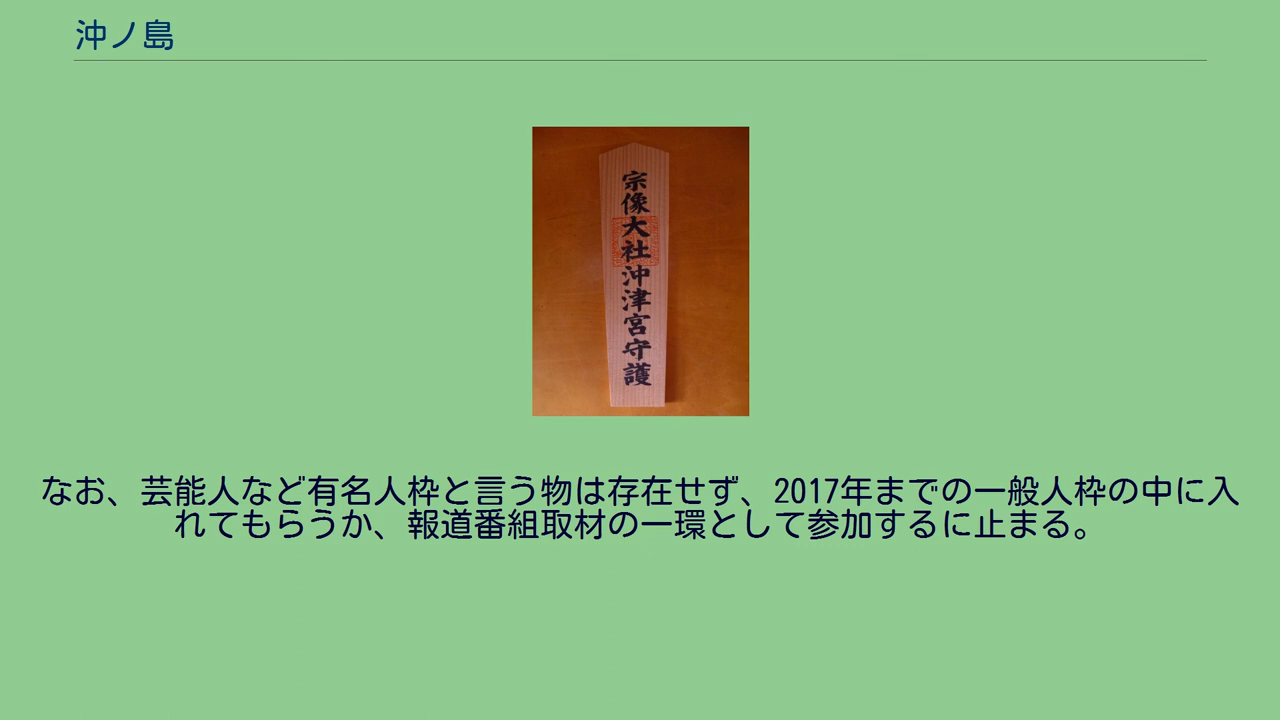 沖ノ島
宗像大社沖津宮守護
なお、芸能人など有名人枠と言う物は存在せず、2017年までの一般人枠の中に入
れてもらうか、報道番組取材の一環として参加するに止まる。